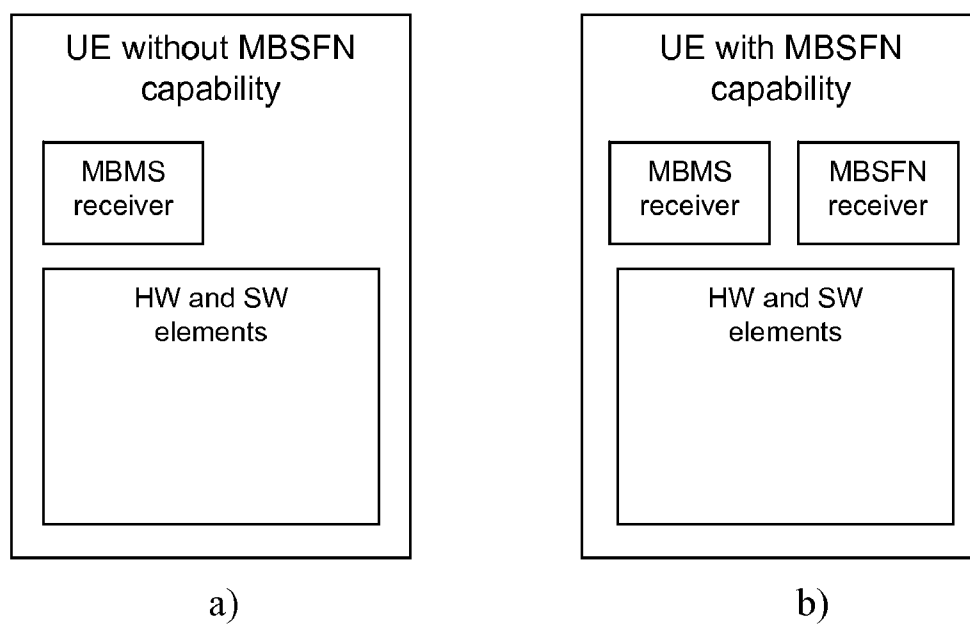 UE without MBSFN
capability
MBMS
receiver
HW and SW
elements
a)
UE with MBSFN
capability
MBMS
receiver
MBSFN
receiver
HW and SW
elements
b)